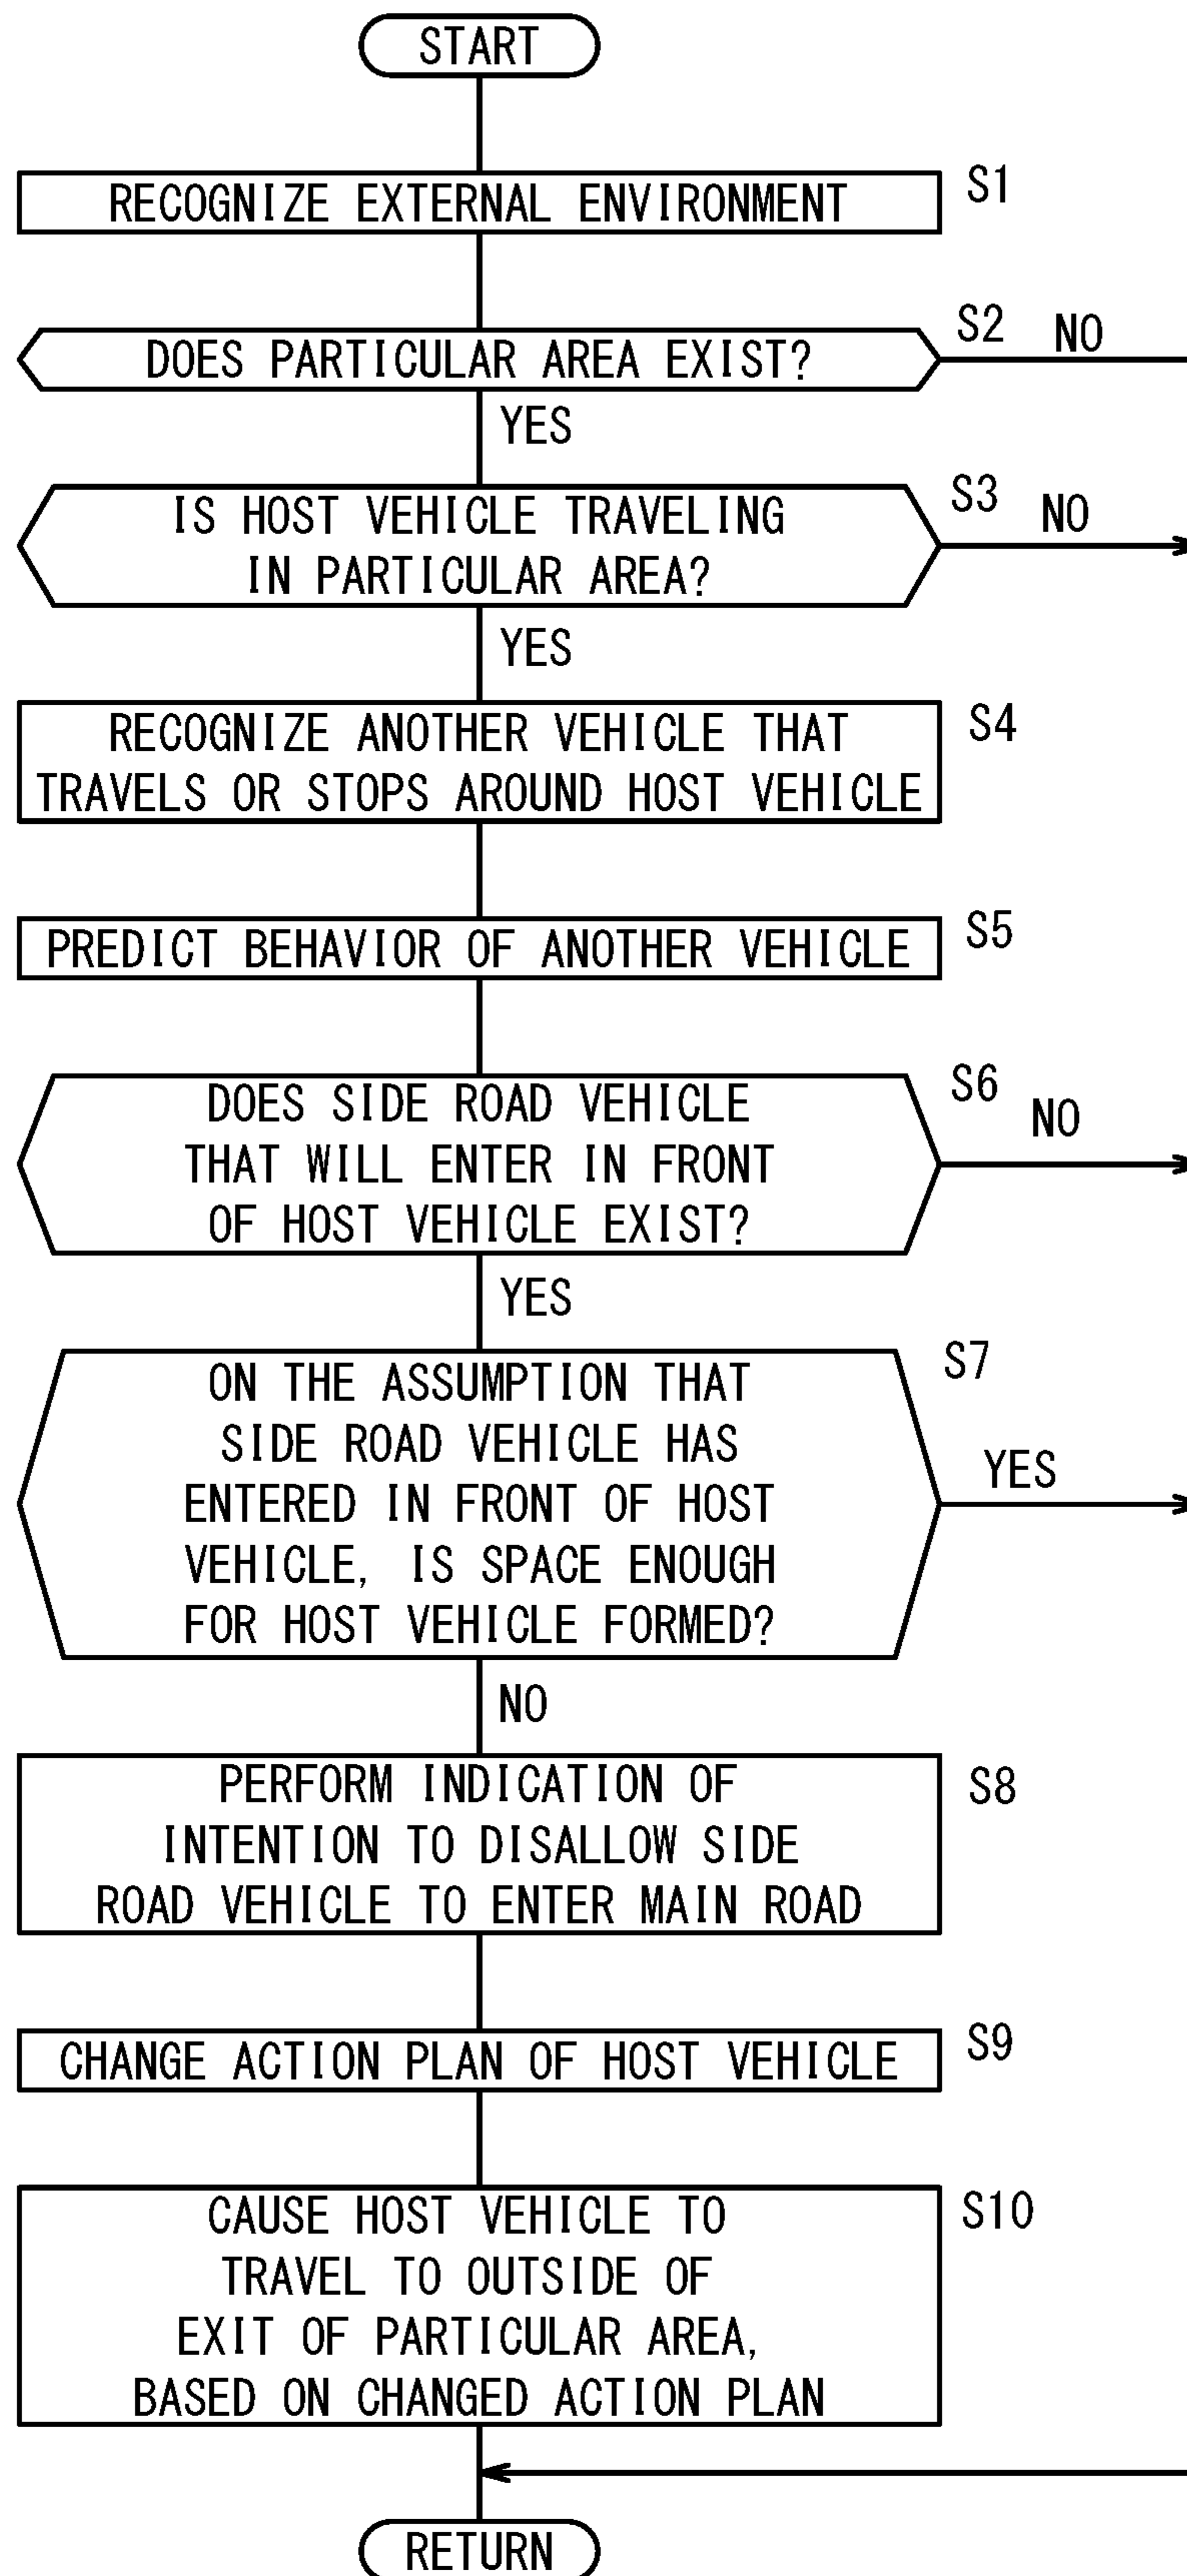 START
RECOGNIZE EXTERNAL ENVIRONMENT
S1
DOES PARTICULAR AREA EXIST?
S2
NO
YES
IS HOST VEHICLE TRAVELING
IN PARTICULAR AREA?
S3
NO
YES
RECOGNIZE ANOTHER VEHICLE THAT
TRAVELS OR STOPS AROUND HOST VEHICLE
S4
PREDICT BEHAVIOR OF ANOTHER VEHICLE
S5
DOES SIDE ROAD VEHICLE
THAT WILL ENTER IN FRONT
OF HOST VEHICLE EXIST?
S6
NO
YES
ON THE ASSUMPTION THAT
SIDE ROAD VEHICLE HAS
ENTERED IN FRONT OF HOST
VEHICLE, IS SPACE ENOUGH
FOR HOST VEHICLE FORMED?
S7
YES
NO
PERFORM INDICATION OF
INTENTION TO DISALLOW SIDE
ROAD VEHICLE TO ENTER MAIN ROAD
S8
CHANGE ACTION PLAN OF HOST VEHICLE
S9
CAUSE HOST VEHICLE TO
TRAVEL TO OUTSIDE OF
EXIT OF PARTICULAR AREA,
BASED ON CHANGED ACTION PLAN
S10
RETURN